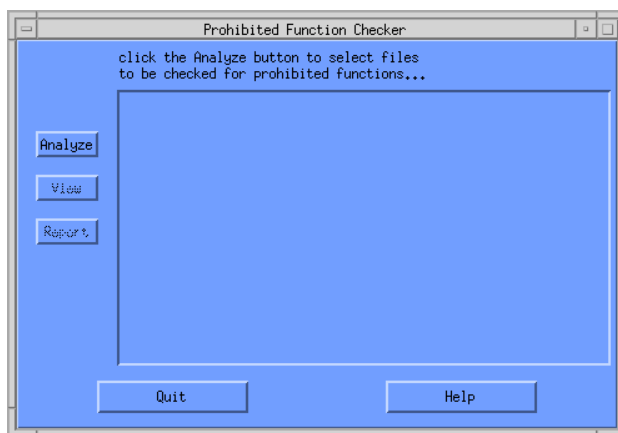 Prohibited Function Checker
click the Analyze button to select files
to be checked for prohibited functions...
Analyze
View
Report
Quit
Help